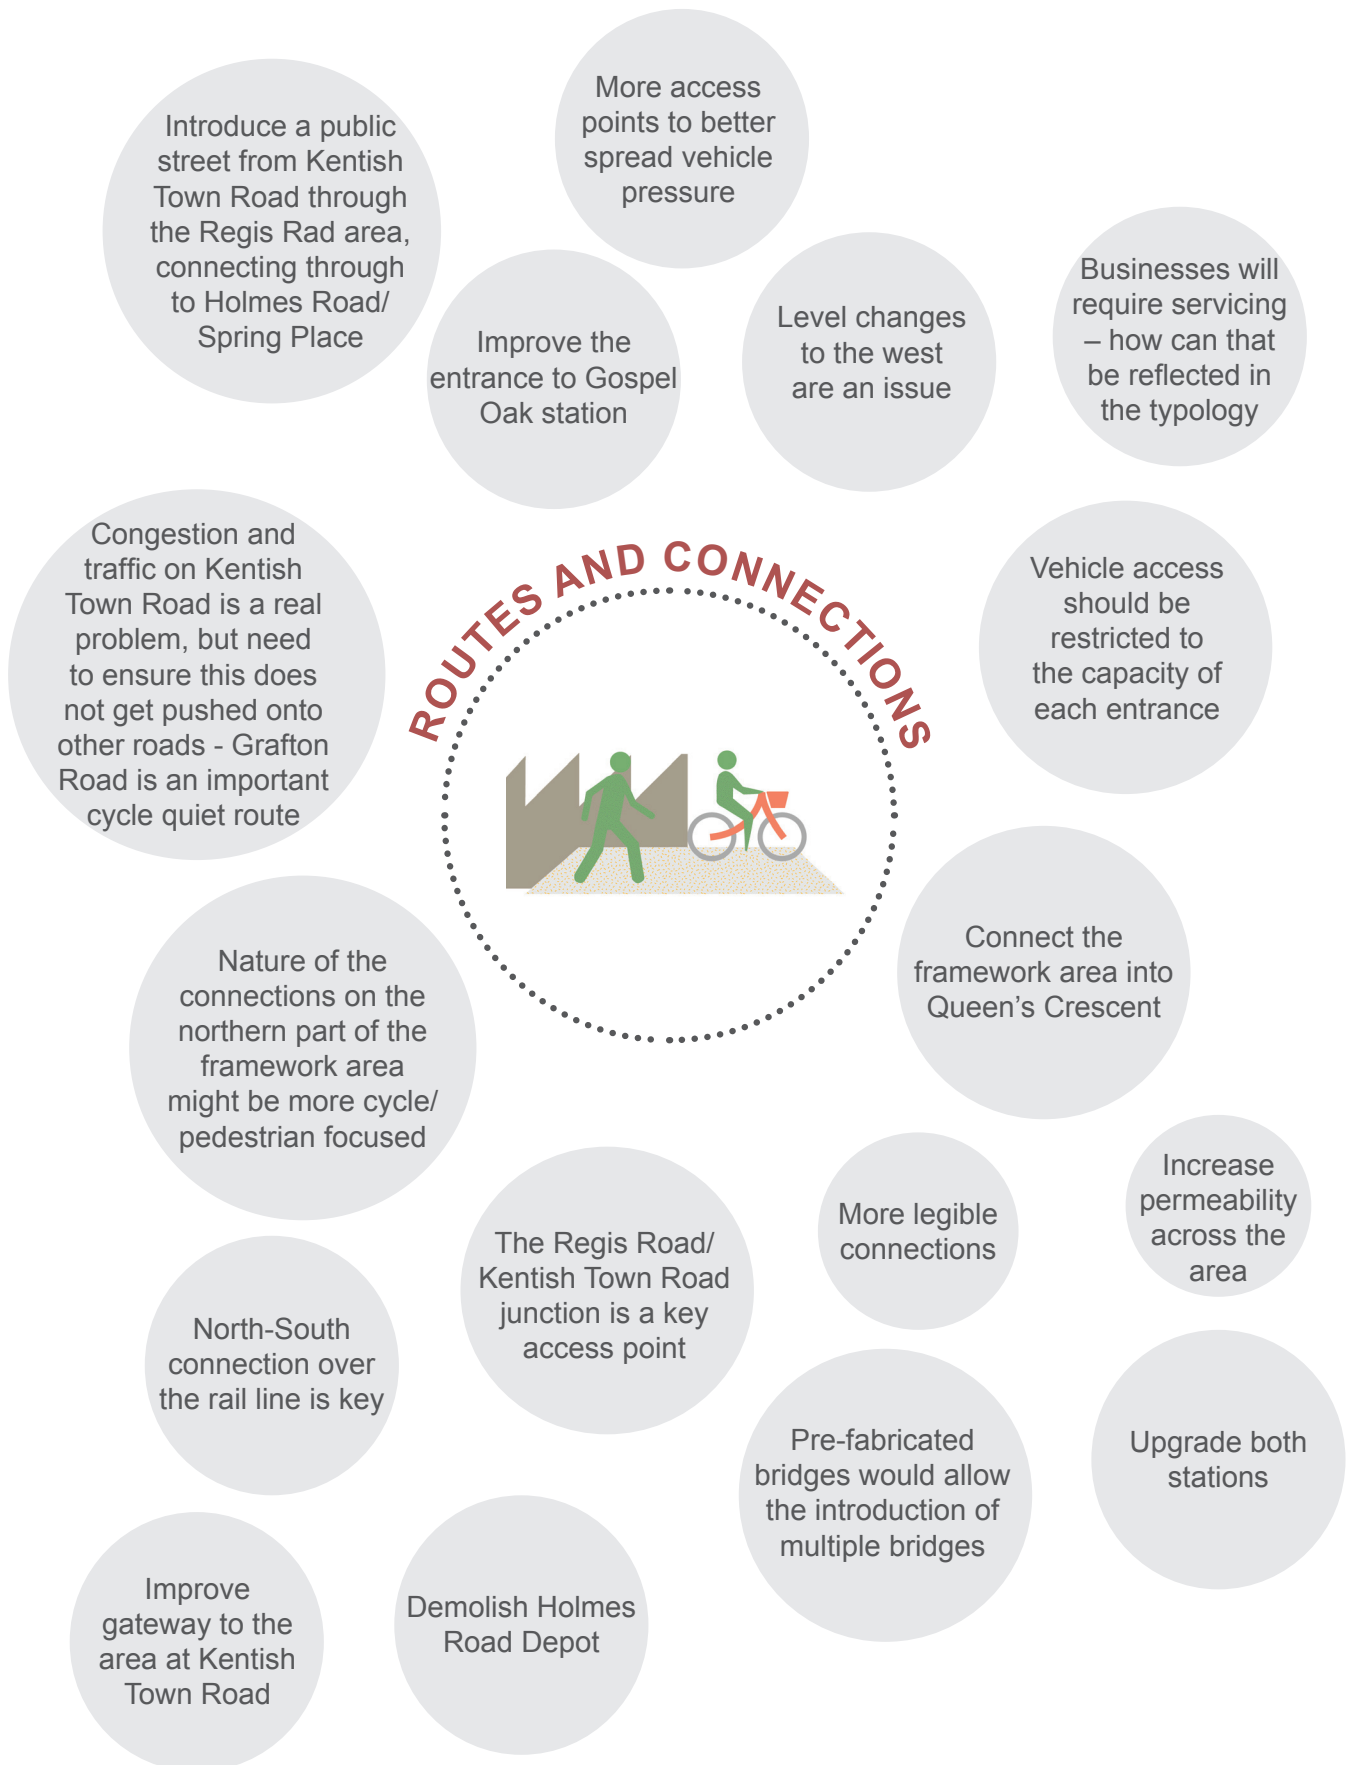 More access
points to better
spread vehicle
pressure
Introduce a public
street from Kentish
Town Road through
the Regis Rad area,
connecting through
to Holmes Road/
Spring Place
Improve the
entrance to Gospel
Oak station
Level changes
to the west
are an issue
Businesses will
require servicing
– how can that
be reflected in
the typology
Congestion and
traffic on Kentish
Town Road is a real
problem, but need
to ensure this does
not get pushed onto
other roads - Grafton
Road is an important
cycle quiet route
ROUTES AND CONNECTIONS
Vehicle access
should be
restricted to
the capacity of
each entrance
Nature of the
connections on the
northern part of the
framework area
might be more cycle/
pedestrian focused
Connect the
framework area into
Queen’s Crescent
The Regis Road/
Kentish Town Road
junction is a key
access point
More legible
connections
Increase
permeability
across the
area
North-South
connection over
the rail line is key
Pre-fabricated
bridges would allow
the introduction of
multiple bridges
Upgrade both
stations
Improve
gateway to the
area at Kentish
Town Road
Demolish Holmes
Road Depot